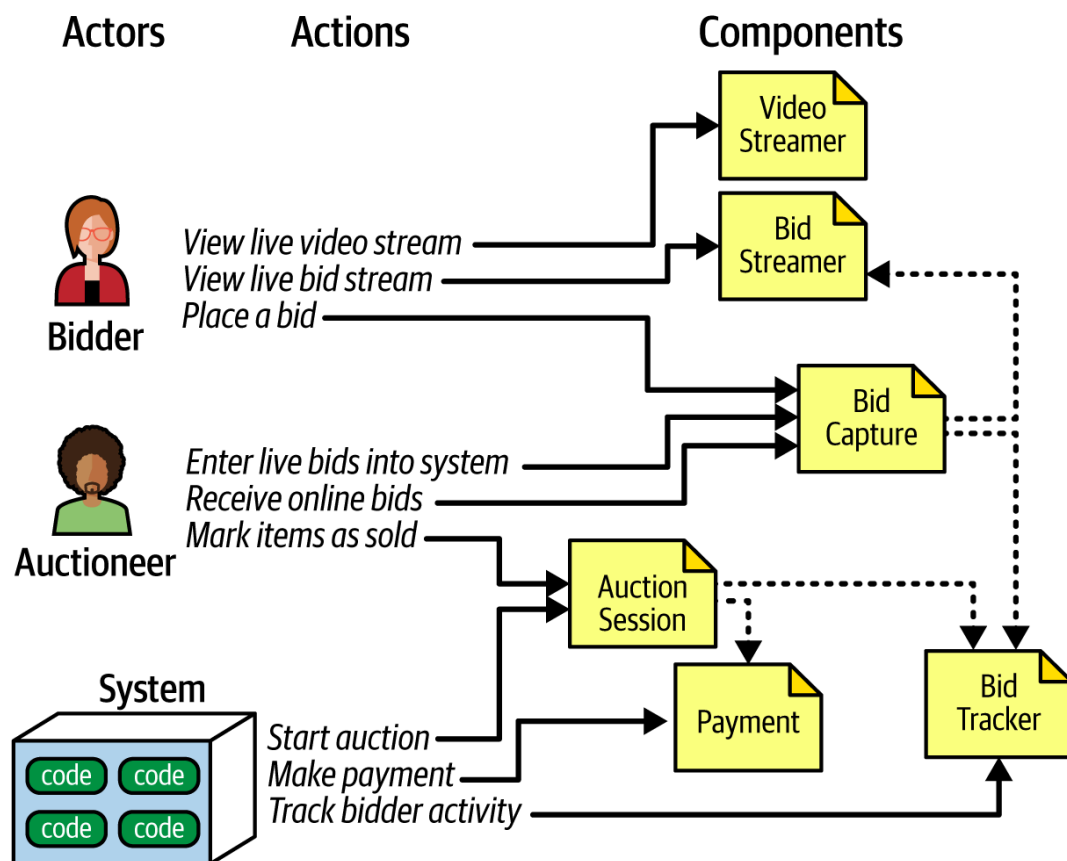 Actors
Actions
Components
Video
Streamer
Bid
Streamer
View live video stream
View live bid stream
Place a bid
Bidder
Bid
Capture
Enter live bids into system
Receive online bids
Mark items as sold
Auctioneer
Auction
Session
System
Payment
Bid
Tracker
Start auction
Make payment
Track bidder activity
code
code
code
code